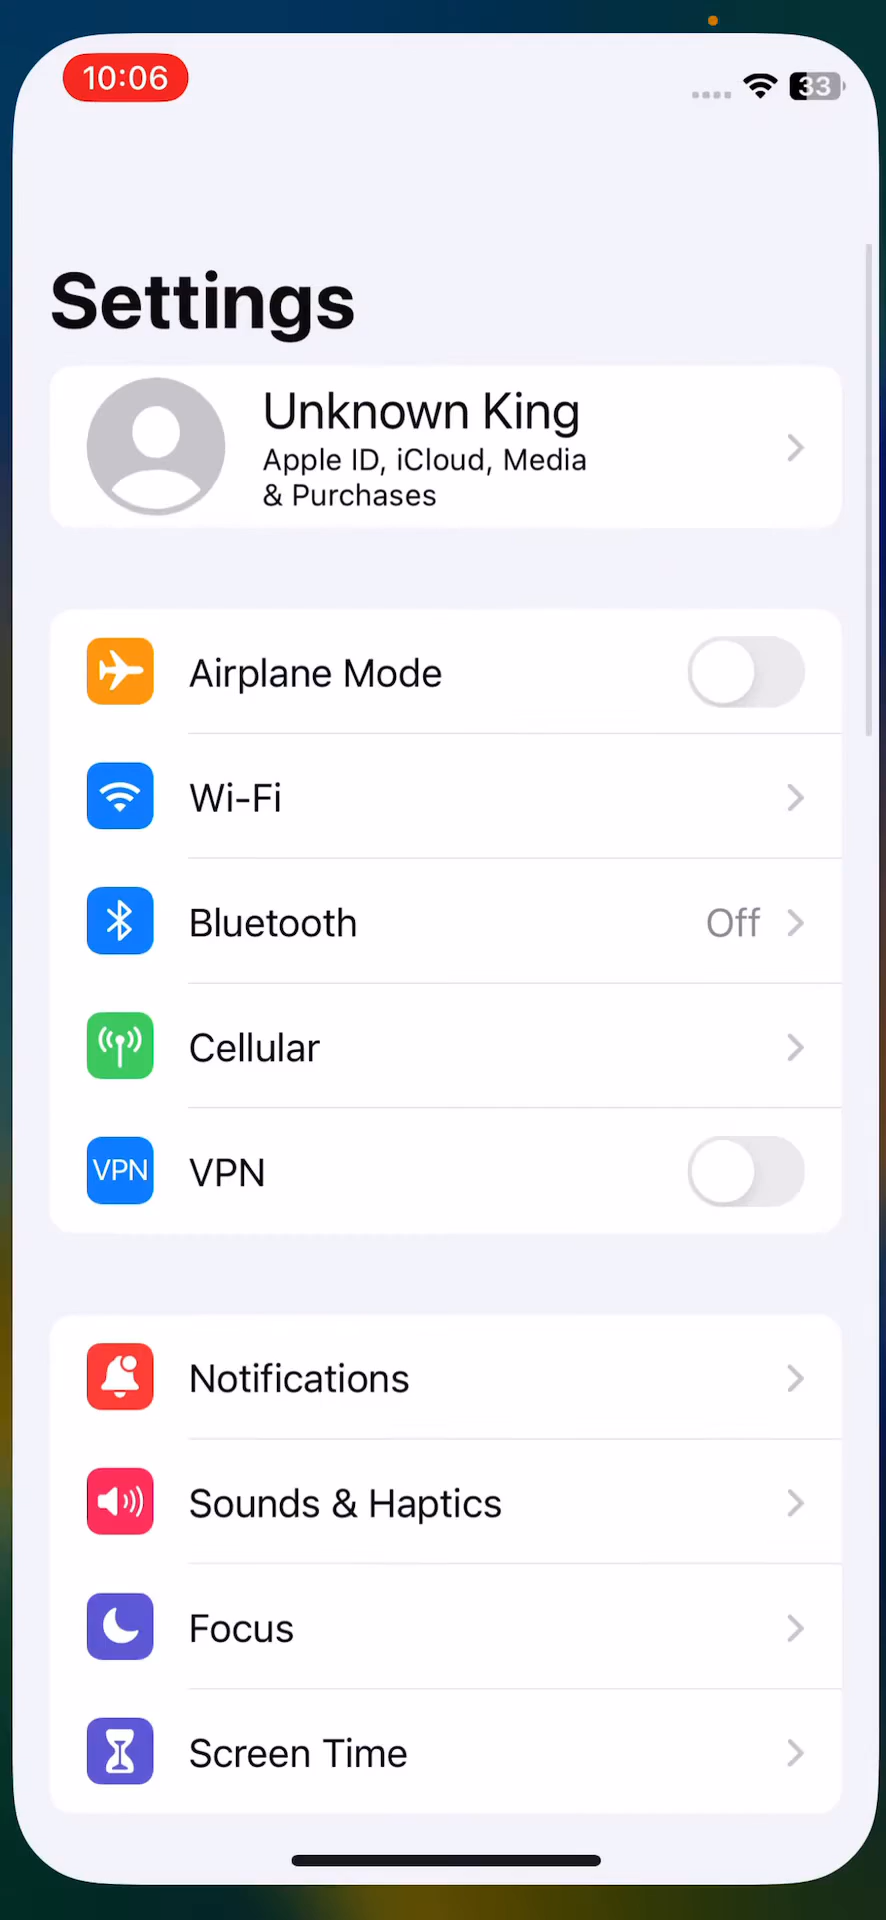 10:06
33
Settings
Unknown King
Apple ID, iCloud, Media
& Purchases
Airplane Mode
Wi-Fi
Bluetooth
Off
Cellular
VPN
VPN
Notifications
Sounds & Haptics
Focus
Screen Time